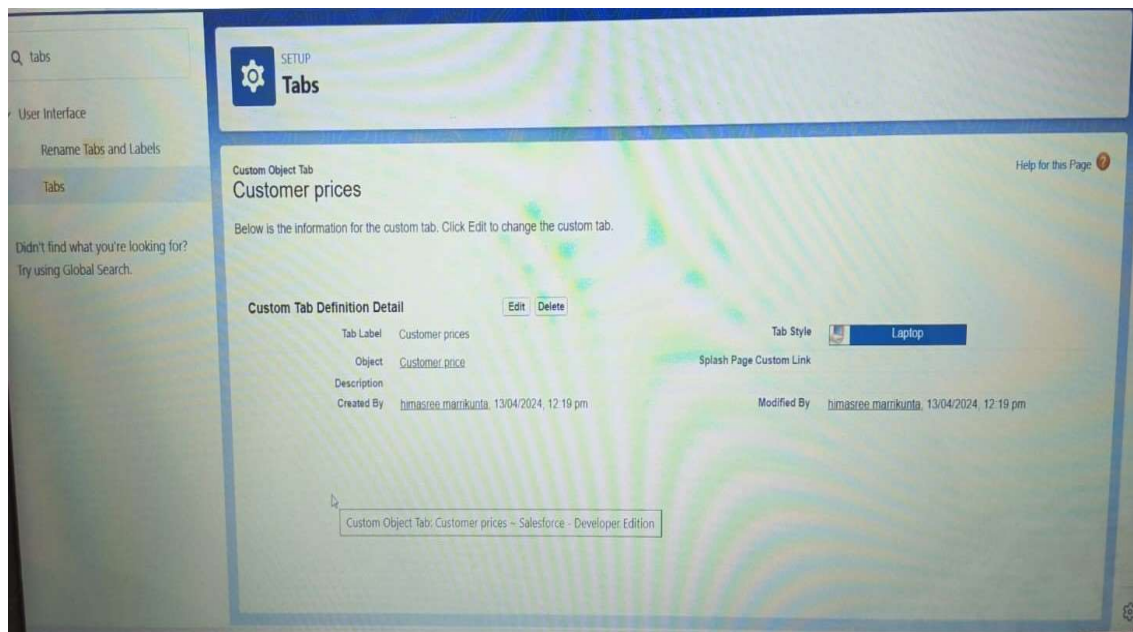 tabs
User Interface
Rename Tabs and Labels
Tabs
Didn't find what you're looking for?
Try using Global Search.
SETUP
Tabs
Custom Object Tab
Customer prices
Help for this Page
Below is the information for the custom tab. Click Edit to change the custom tab.
Custom Tab Definition Detail Edit Delete
Tab Label Customer prices Tab Style Laptop
Object Customer price Splash Page Custom Link
Description
Created By himasree marrikunta, 13/04/2024, 12:19 pm Modified By himasree marrikunta, 13/04/2024, 12:19 pm
Custom Object Tab: Customer prices ~ Salesforce - Developer Edition